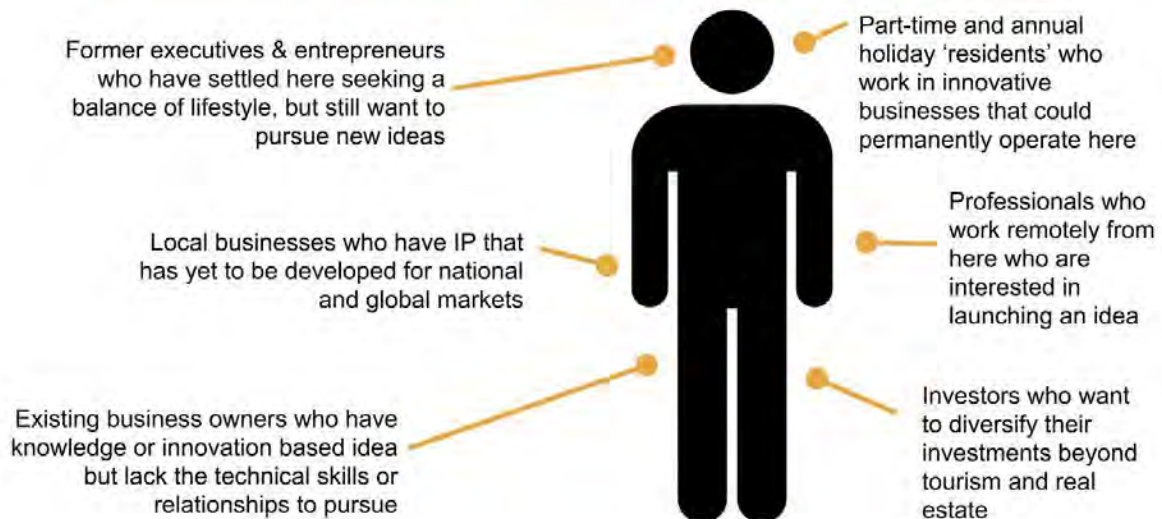 Former executives & entrepreneurs
who have settled here seeking a
balance of lifestyle, but still want to
pursue new ideas
Part-time and annual
holiday ‘residents’ who
work in innovative
businesses that could
permanently operate here
Local businesses who have IP that
has yet to be developed for national
and global markets
Professionals who
work remotely from
here who are
interested in
launching an idea
Existing business owners who have
knowledge or innovation based idea
but lack the technical skills or
relationships to pursue
Investors who want
to diversify their
investments beyond
tourism and real
estate